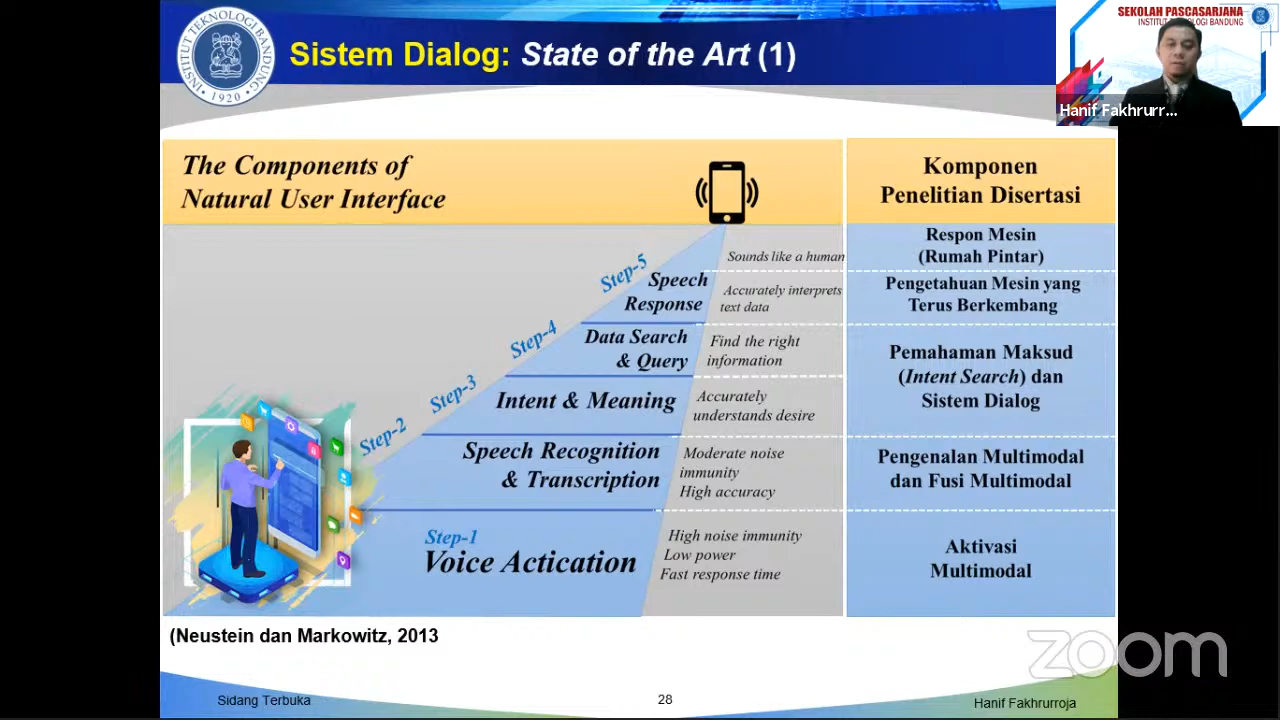 Sistem Dialog: State of the Art (1)
INSTITUT TEKNOLOGI BANDUNG
1920
SEKOLAH PASCASARJANA
INSTITUT TEKNOLOGI BANDUNG
Hanif Fakhrurr...
The Components of
Natural User Interface
Komponen
Penelitian Disertasi
Step-5
Speech
Response
Sounds like a human
Accurately interprets
text data
Respon Mesin
(Rumah Pintar)
Pengetahuan Mesin yang
Terus Berkembang
Step-4
Data Search
& Query
Find the right
information
Pemahaman Maksud
(Intent Search) dan
Sistem Dialog
Step-3
Intent & Meaning
Accurately
understands desire
Step-2
Speech Recognition
& Transcription
Moderate noise
immunity
High accuracy
Pengenalan Multimodal
dan Fusi Multimodal
Step-1
Voice Actication
High noise immunity
Low power
Fast response time
Aktivasi
Multimodal
(Neustein dan Markowitz, 2013
zoom
Sidang Terbuka
28
Hanif Fakhrurroja